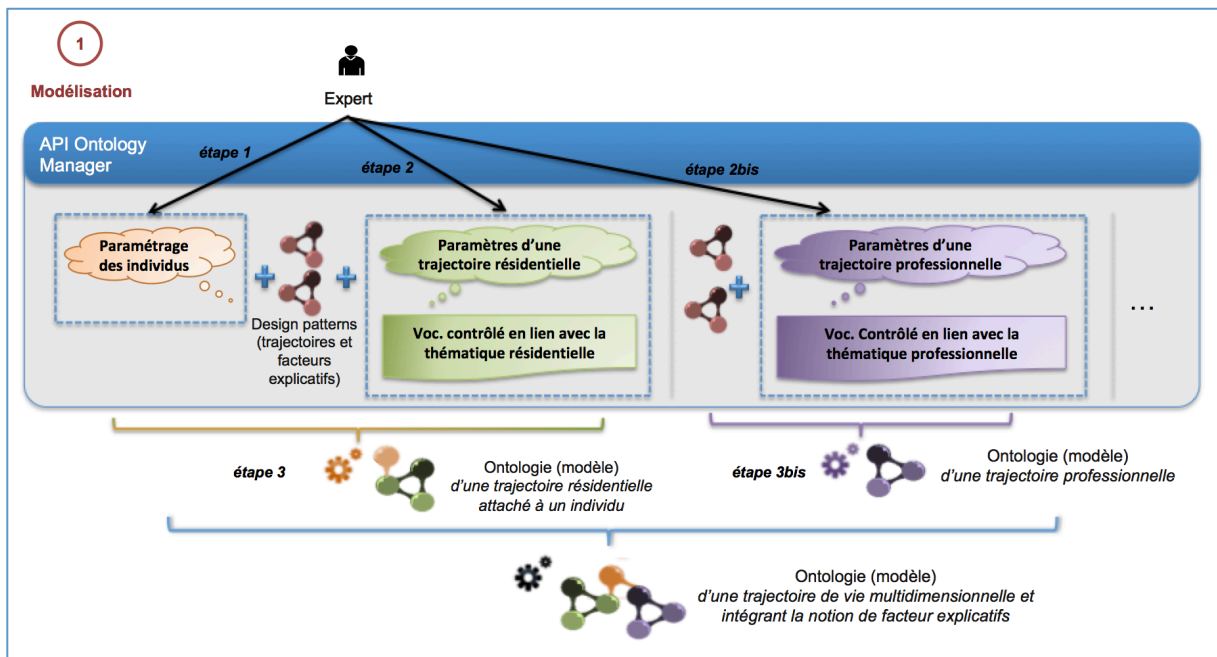 1
Modélisation
Expert
API Ontology
Manager
étape 1
étape 2
étape 2bis
Paramétrage
des individus
Design patterns
(trajectoires et
facteurs
explicatifs)
Paramètres d’une
trajectoire résidentielle
Voc. contrôlé en lien avec la
thématique résidentielle
Paramètres d’une
trajectoire professionnelle
Voc. Contrôlé en lien avec la
thématique professionnelle
...
étape 3
Ontologie (modèle)
d’une trajectoire résidentielle
attaché à un individu
étape 3bis
Ontologie (modèle)
d’une trajectoire professionnelle
Ontologie (modèle)
d’une trajectoire de vie multidimensionnelle et
intégrant la notion de facteur explicatifs